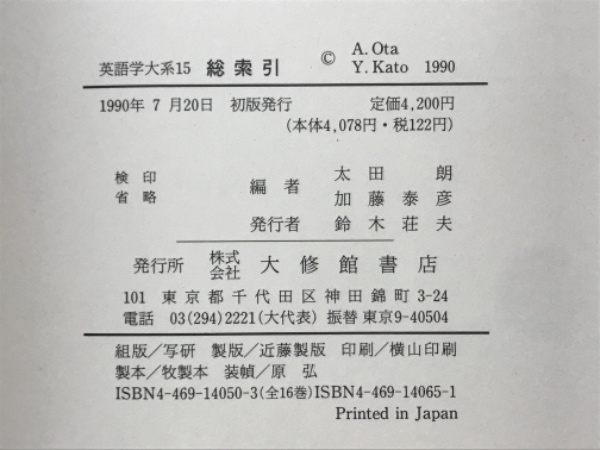 英語学大系15 総索引 © A. Ota
Y. Kato 1990
1990年 7 月20日 初版発行 定価4,200円
(本体4,078円・税122円)
検印
省略
編者 太田 朗
加藤泰彦
発行者 鈴木荘夫
発行所 株式会社 大修館書店
101 東京都千代田区神田錦町 3-24
電話 03(294)2221(大代表) 振替 東京9-40504
組版/写研 製版/近藤製版 印刷/横山印刷
製本/牧製本 装幀/原 弘
ISBN4-469-14050-3(全16巻)ISBN4-469-14065-1
Printed in Japan